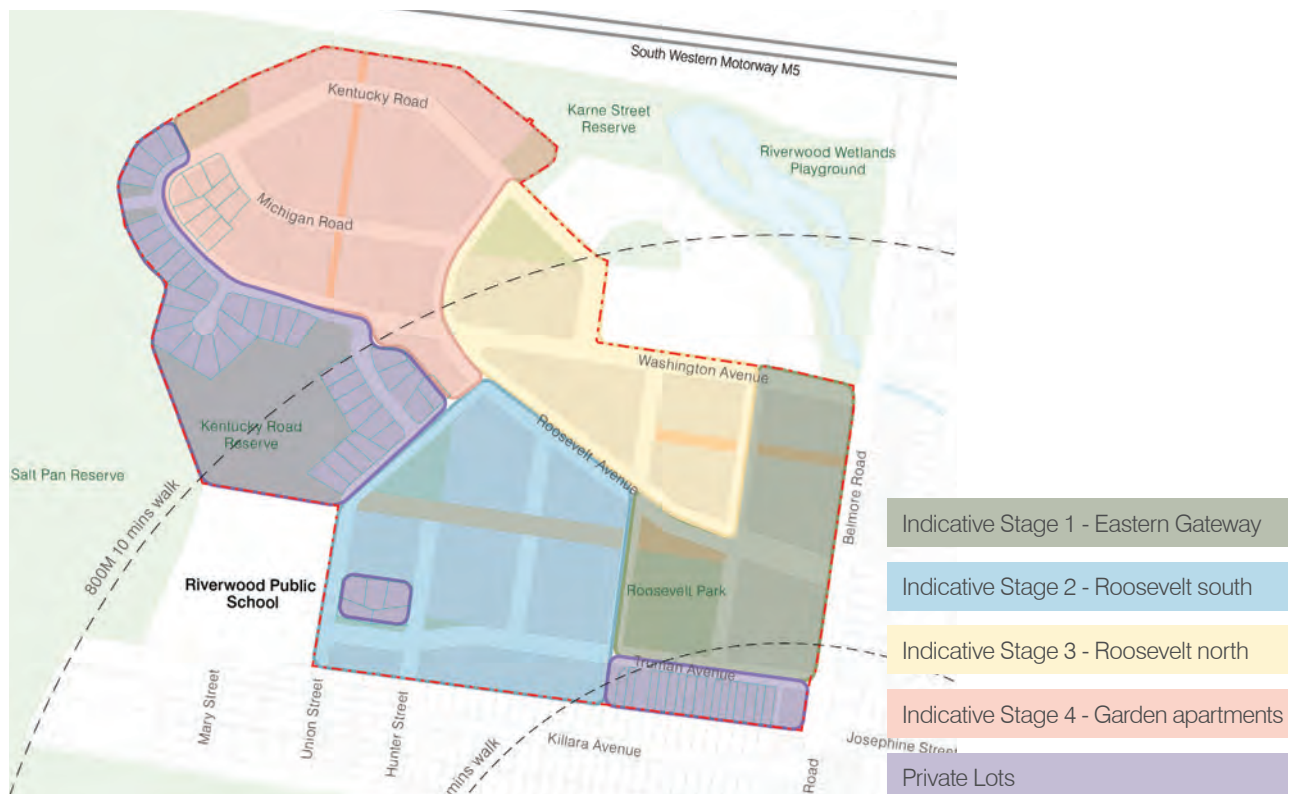 South Western Motorway M5
Kentucky Road
Karne Street
Reserve
Riverwood Wetlands
Playground
Michigan Road
Washington Avenue
Kentucky Road
Reserve
Roosevelt Avenue
Salt Pan Reserve
Belmore Road
800M 10 mins walk
Riverwood Public
School
Roosevelt Park
Truman Avenue
Mary Street
Union Street
Hunter Street
Killara Avenue
Josephine Street
mins walk
Road
Indicative Stage 1 - Eastern Gateway
Indicative Stage 2 - Roosevelt south
Indicative Stage 3 - Roosevelt north
Indicative Stage 4 - Garden apartments
Private Lots